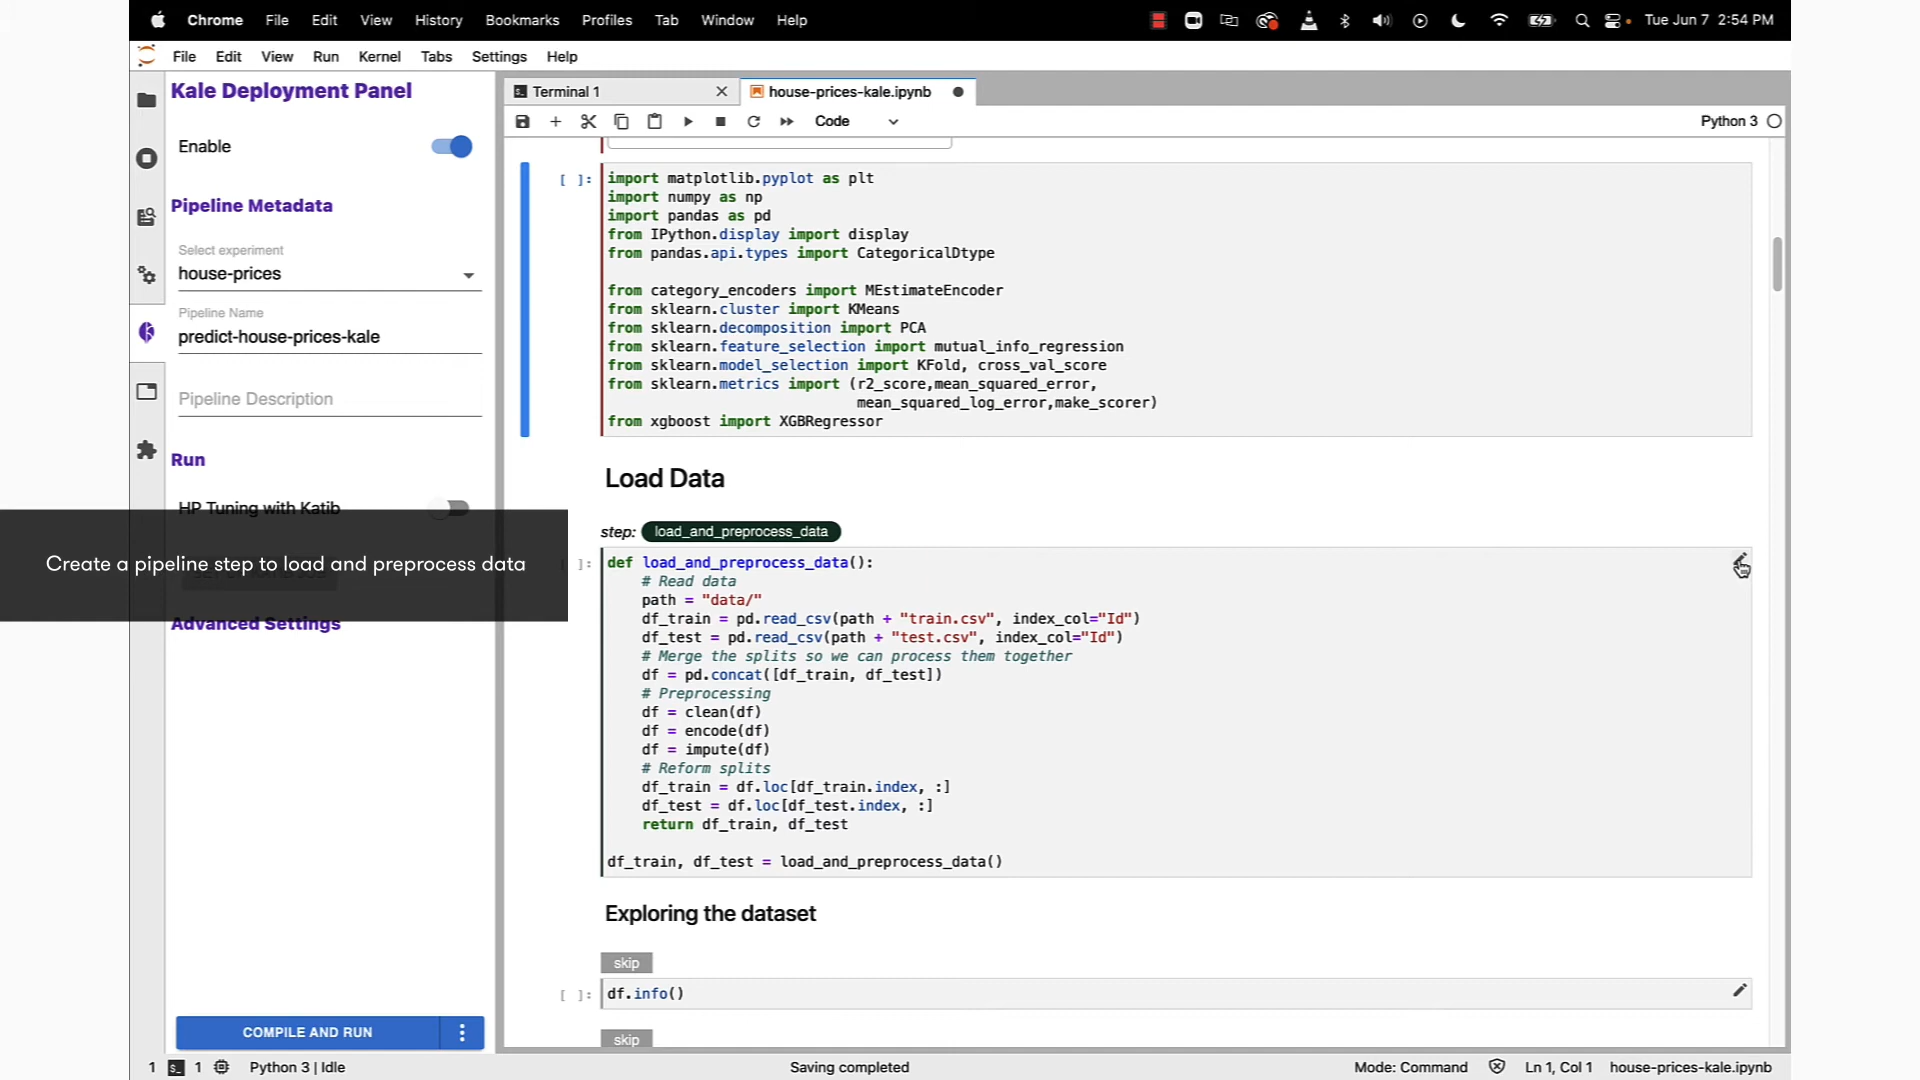 Chrome File Edit View History Bookmarks Profiles Tab Window Help Tue Jun 7 2:54 PM
File Edit View Run Kernel Tabs Settings Help
Kale Deployment Panel
Enable
Pipeline Metadata
Select experiment
house-prices
Pipeline Name
predict-house-prices-kale
Pipeline Description
Run
HP Tuning with Katib
Create a pipeline step to load and preprocess data
Advanced Settings
COMPILE AND RUN
Terminal 1
house-prices-kale.ipynb
Code
Python 3
[ ]:
import matplotlib.pyplot as plt
import numpy as np
import pandas as pd
from IPython.display import display
from pandas.api.types import CategoricalDtype
from category_encoders import MEstimateEncoder
from sklearn.cluster import KMeans
from sklearn.decomposition import PCA
from sklearn.feature_selection import mutual_info_regression
from sklearn.model_selection import KFold, cross_val_score
from sklearn.metrics import (r2_score,mean_squared_error,
mean_squared_log_error,make_scorer)
from xgboost import XGBRegressor
Load Data
step: load_and_preprocess_data
]:
def load_and_preprocess_data():
# Read data
path = "data/"
df_train = pd.read_csv(path + "train.csv", index_col="Id")
df_test = pd.read_csv(path + "test.csv", index_col="Id")
# Merge the splits so we can process them together
df = pd.concat([df_train, df_test])
# Preprocessing
df = clean(df)
df = encode(df)
df = impute(df)
# Reform splits
df_train = df.loc[df_train.index, :]
df_test = df.loc[df_test.index, :]
return df_train, df_test
df_train, df_test = load_and_preprocess_data()
Exploring the dataset
skip
[ ]:
df.info()
skip
1 1 Python 3 | Idle Saving completed Mode: Command Ln 1, Col 1 house-prices-kale.ipynb